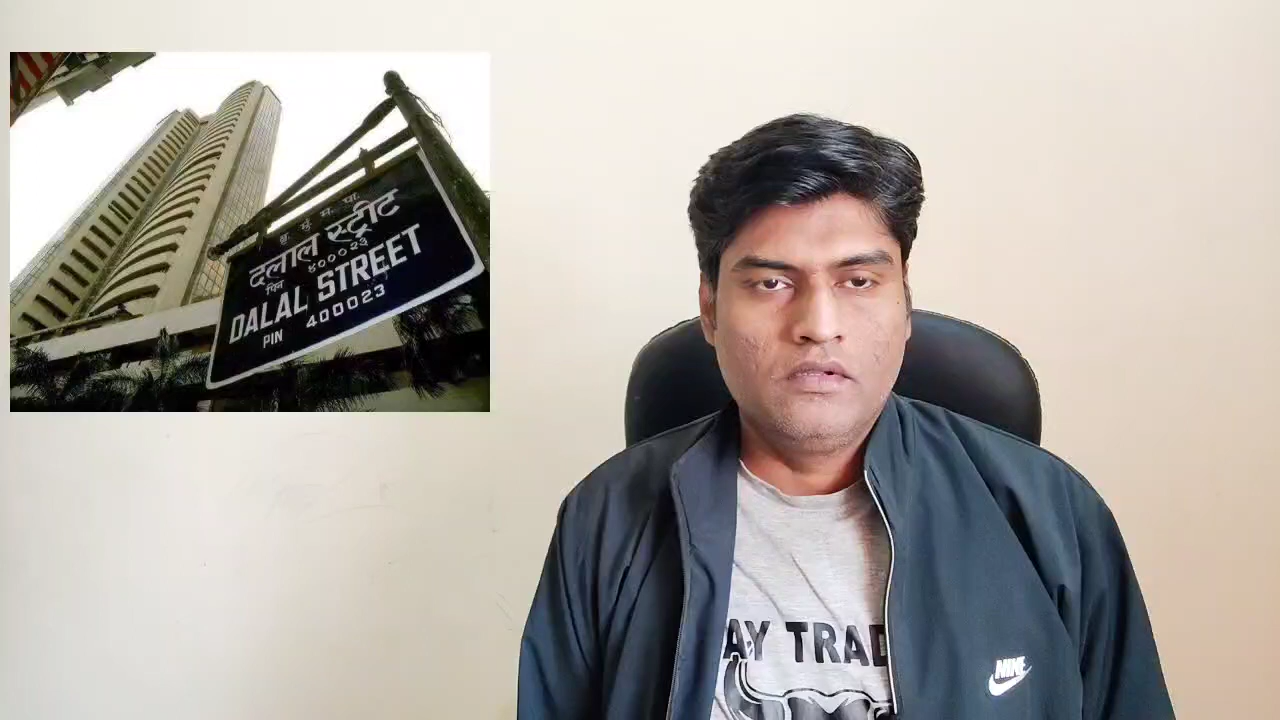 मुं. म. पा.
दलाल स्ट्रीट
पिन ४०००२३
DALAL STREET
PIN 400023
AY TRAD
NIKE